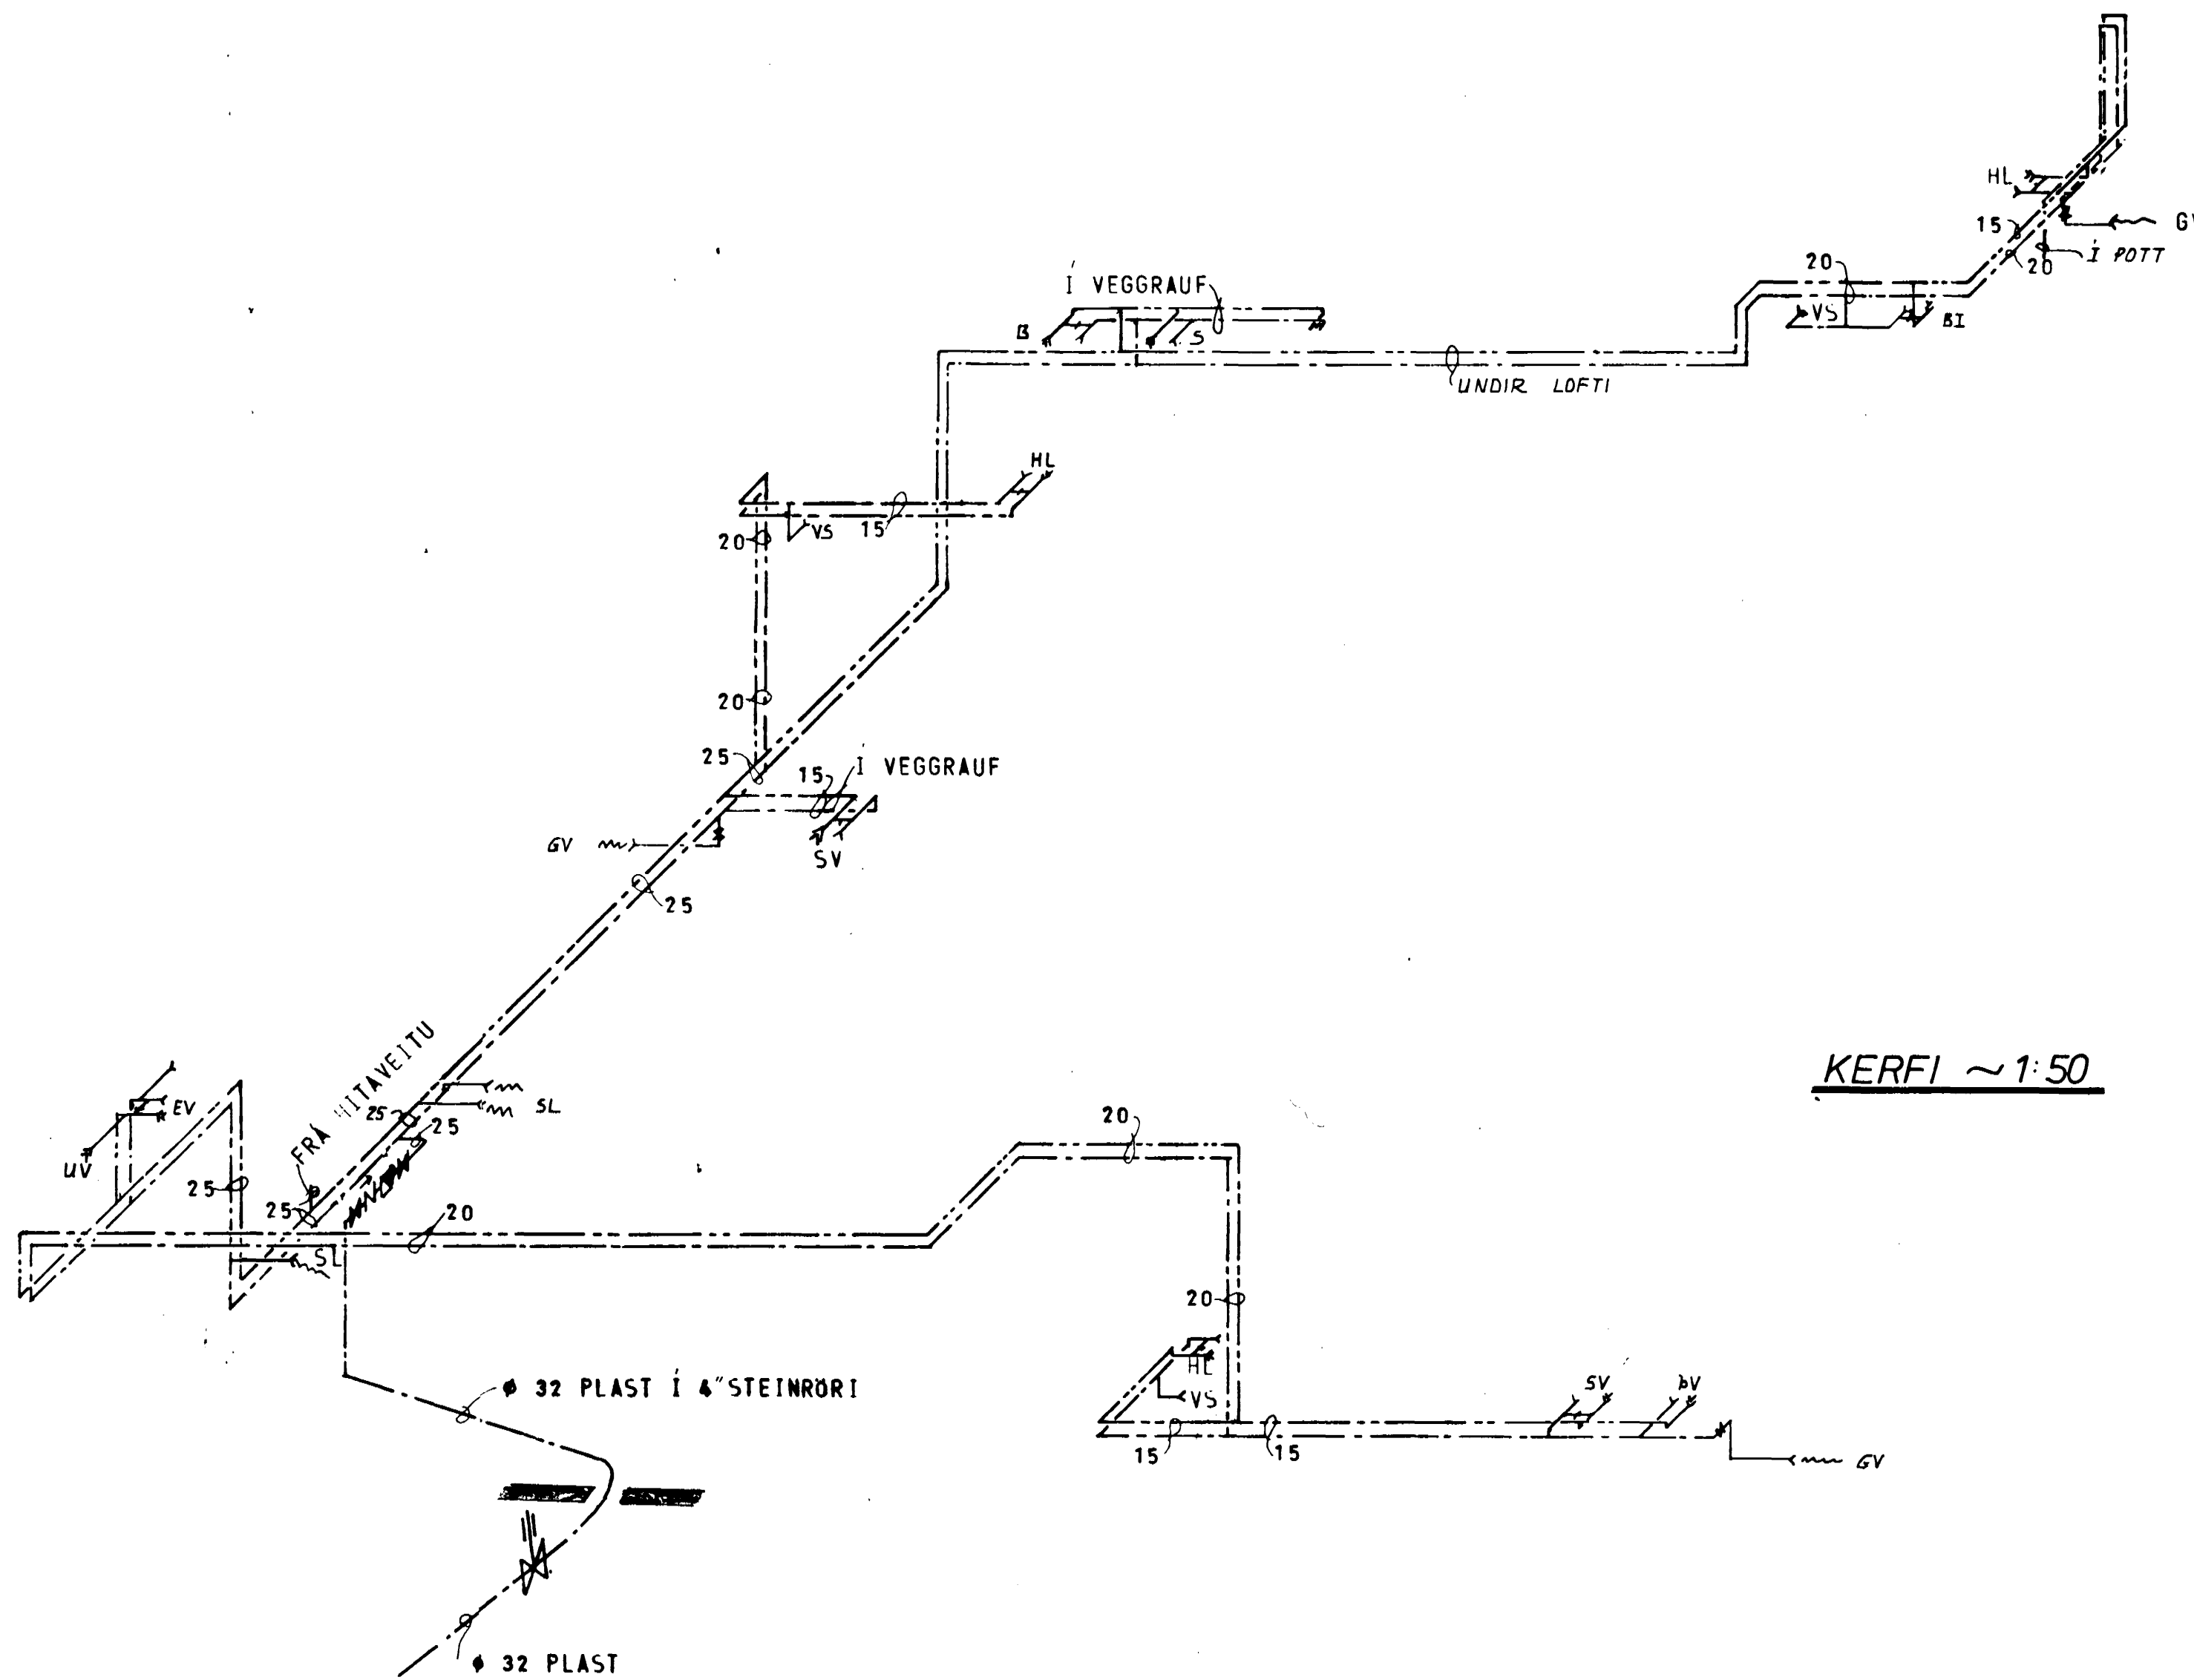 HL
GV
15
20
Í POTT
20
VS
BI
Í VEGGRAUF
B
S
UNDIR LOFTI
HL
20
VS
15
20
25
15
Í VEGGRAUF
GV
SV
25
KERFI ~ 1:50
FRÁ HITAVEITU
EV
UV
SL
25
25
20
25
25
20
SL
20
HL
VS
SV
ÞV
15
15
GV
ø 32 PLAST Í 4" STEINRÖRI
ø 32 PLAST